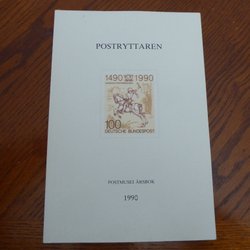 POSTRYTTAREN
1490 1990
100
DEUTSCHE BUNDESPOST
POSTMUSEI ÅRSBOK
1990